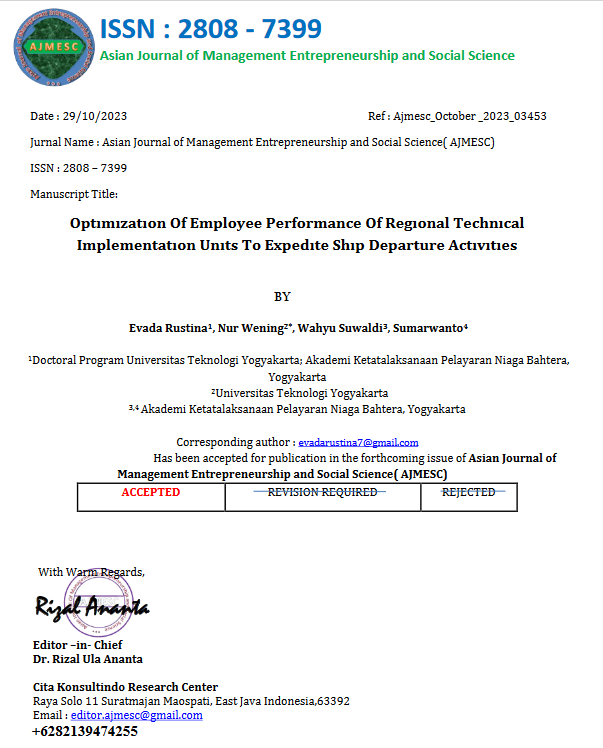 AJMESC
ISSN : 2808 - 7399
Asian Journal of Management Entrepreneurship and Social Science
Date : 29/10/2023 Ref : Ajmesc_October _2023_03453
Jurnal Name : Asian Journal of Management Entrepreneurship and Social Science( AJMESC)
ISSN : 2808 – 7399
Manuscript Title:
Optımızatıon Of Employee Performance Of Regıonal Technıcal
Implementatıon Unıts To Expedıte Shıp Departure Actıvıtıes
BY
Evada Rustina¹, Nur Wening²*, Wahyu Suwaldi³, Sumarwanto⁴
¹Doctoral Program Universitas Teknologi Yogyakarta; Akademi Ketatalaksanaan Pelayaran Niaga Bahtera,
Yogyakarta
²Universitas Teknologi Yogyakarta
³,⁴ Akademi Ketatalaksanaan Pelayaran Niaga Bahtera, Yogyakarta
Corresponding author : evadarustina7@gmail.com
Has been accepted for publication in the forthcoming issue of Asian Journal of
Management Entrepreneurship and Social Science( AJMESC)
ACCEPTED REVISION REQUIRED REJECTED
With Warm Regards,
Rizal Ananta
Editor –in- Chief
Dr. Rizal Ula Ananta
Cita Konsultindo Research Center
Raya Solo 11 Suratmajan Maospati, East Java Indonesia,63392
Email : editor.ajmesc@gmail.com
+6282139474255